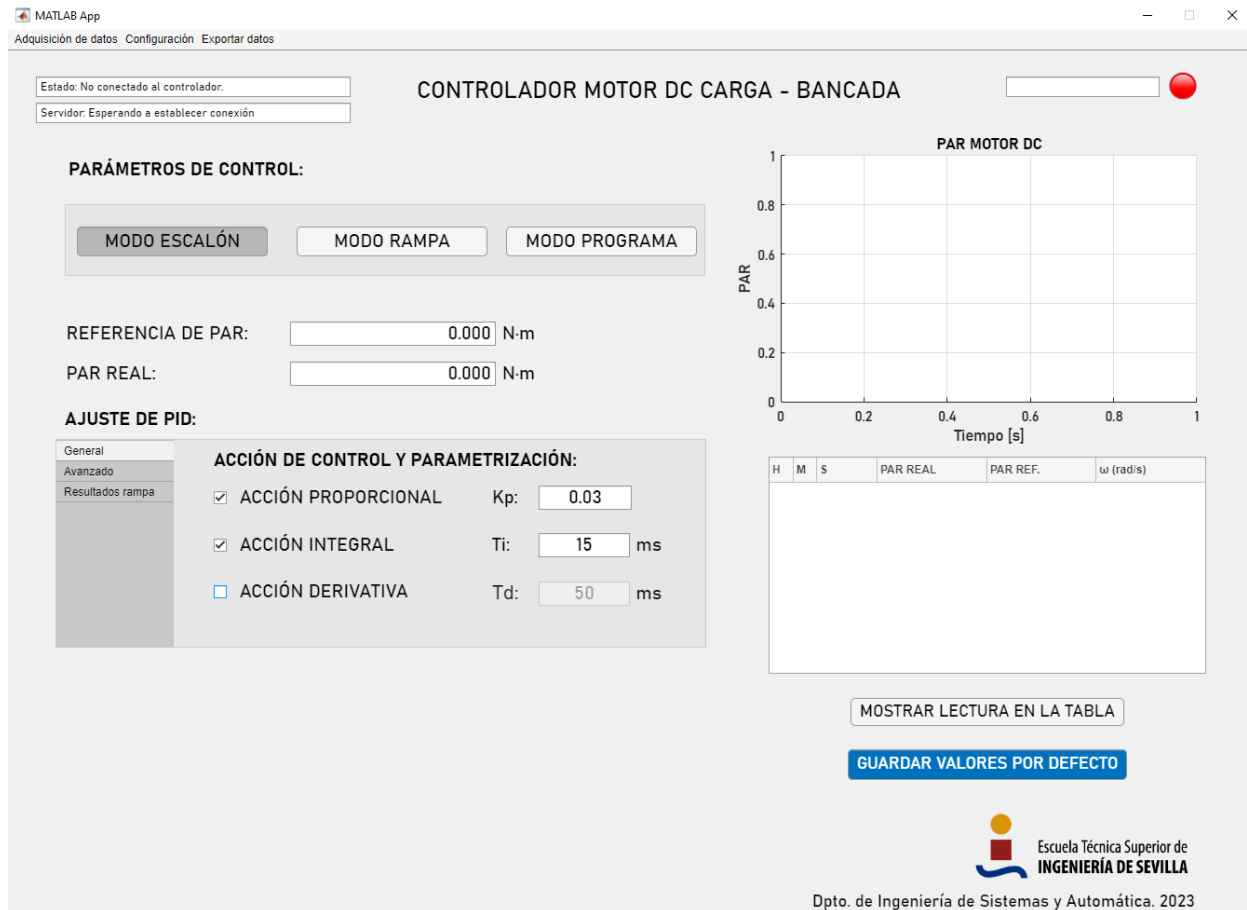 MATLAB App
Adquisición de datos Configuración Exportar datos
Estado: No conectado al controlador.
Servidor: Esperando a establecer conexión
CONTROLADOR MOTOR DC CARGA - BANCADA
PARÁMETROS DE CONTROL:
MODO ESCALÓN MODO RAMPA MODO PROGRAMA
REFERENCIA DE PAR: 0.000 N·m
PAR REAL: 0.000 N·m
AJUSTE DE PID:
General
Avanzado
Resultados rampa
ACCIÓN DE CONTROL Y PARAMETRIZACIÓN:
ACCIÓN PROPORCIONAL Kp: 0.03
ACCIÓN INTEGRAL Ti: 15 ms
ACCIÓN DERIVATIVA Td: 50 ms
PAR MOTOR DC
1
0.8
0.6
0.4
0.2
0
PAR
0 0.2 0.4 0.6 0.8 1
Tiempo [s]
H M S PAR REAL PAR REF. ω (rad/s)
MOSTRAR LECTURA EN LA TABLA
GUARDAR VALORES POR DEFECTO
Escuela Técnica Superior de
INGENIERÍA DE SEVILLA
Dpto. de Ingeniería de Sistemas y Automática. 2023